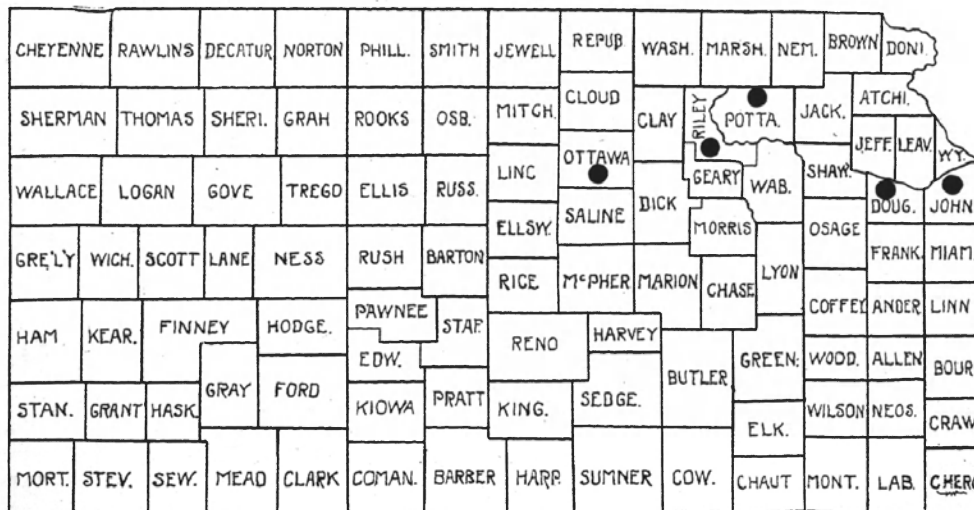 CHEYENNE RAWLINS DECATUR NORTON PHILL. SMITH JEWELL REPUB. WASH. MARSH. NEM. BROWN DONI.
SHERMAN THOMAS SHERI. GRAH ROOKS OSB. MITCH. CLOUD CLAY RILEY POTTA. JACK. ATCHI.
JEFF. LEAV. WY.
WALLACE LOGAN GOVE TREGO ELLIS RUSS. LINC OTTAWA DICK GEARY WAB. SHAW. DOUG. JOHN.
GRE'LY WICH. SCOTT LANE NESS RUSH BARTON ELLSW. SALINE MORRIS OSAGE FRANK. MIAM.
RICE McPHER MARION CHASE LYON
HAM KEAR. FINNEY HODGE. PAWNEE STAF. RENO HARVEY COFFEY ANDER LINN
GRAY FORD EDW. SEDGE. BUTLER GREEN. WOOD. ALLEN BOUR
STAN. GRANT HASK. KIOWA PRATT KING. ELK. WILSON NEOS. CRAW
MORT. STEV. SEW. MEAD CLARK COMAN. BARBER HARP. SUMNER COW. CHAUT MONT. LAB. CHERO